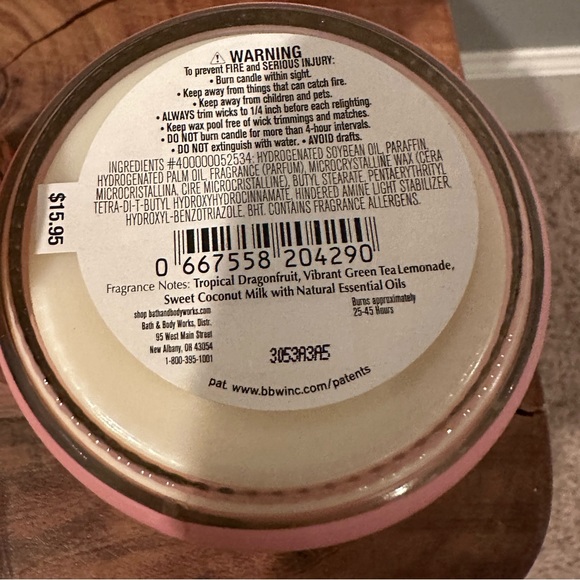 ⚠ WARNING
To prevent FIRE and SERIOUS INJURY:
• Burn candle within sight.
• Keep away from things that can catch fire.
• Keep away from children and pets.
• ALWAYS trim wicks to 1/4 inch before each relighting.
• Keep wax pool free of wick trimmings and matches.
• DO NOT burn candle for more than 4-hour intervals.
• DO NOT extinguish with water. • AVOID drafts.
INGREDIENTS #400000052534: HYDROGENATED SOYBEAN OIL, PARAFFIN,
HYDROGENATED PALM OIL, FRAGRANCE (PARFUM), MICROCRYSTALLINE WAX (CERA
MICROCRISTALLINA, CIRE MICROCRISTALLINE), BUTYL STEARATE, PENTAERYTHRITYL
TETRA-DI-T-BUTYL HYDROXYHYDROCINNAMATE, HINDERED AMINE LIGHT STABILIZER,
HYDROXYL-BENZOTRIAZOLE, BHT. CONTAINS FRAGRANCE ALLERGENS.
$15.95
0 667558 204290
Fragrance Notes: Tropical Dragonfruit, Vibrant Green Tea Lemonade,
Sweet Coconut Milk with Natural Essential Oils
shop bathandbodyworks.com
Bath & Body Works, Distr.
95 West Main Street
New Albany, OH 43054
1-800-395-1001
Burns approximately
25-45 Hours
3053A3A5
pat. www.bbwinc.com/patents